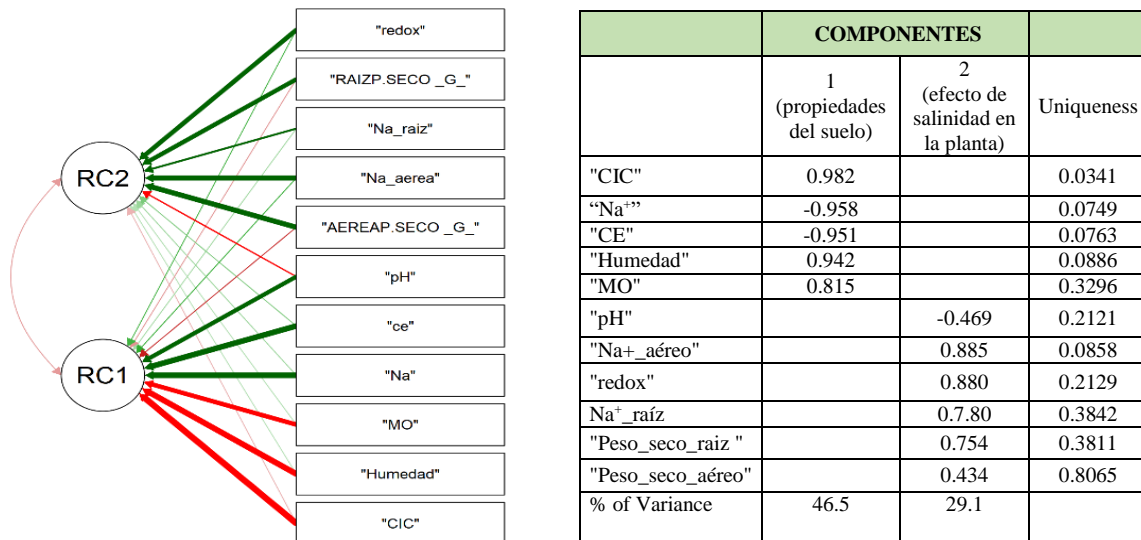 "redox"
"RAIZP.SECO _G_"
"Na_raiz"
RC2
"Na_aerea"
"AEREAP.SECO _G_"
"pH"
"ce"
RC1
"Na"
"MO"
"Humedad"
"CIC"
COMPONENTES
1
(propiedades
del suelo)
2
(efecto de
salinidad en
la planta)
Uniqueness
"CIC" 0.982 0.0341
“Na⁺” -0.958 0.0749
"CE" -0.951 0.0763
"Humedad" 0.942 0.0886
"MO" 0.815 0.3296
"pH" -0.469 0.2121
"Na+_aéreo" 0.885 0.0858
"redox" 0.880 0.2129
Na⁺_raíz 0.7.80 0.3842
"Peso_seco_raiz " 0.754 0.3811
"Peso_seco_aéreo" 0.434 0.8065
% of Variance 46.5 29.1